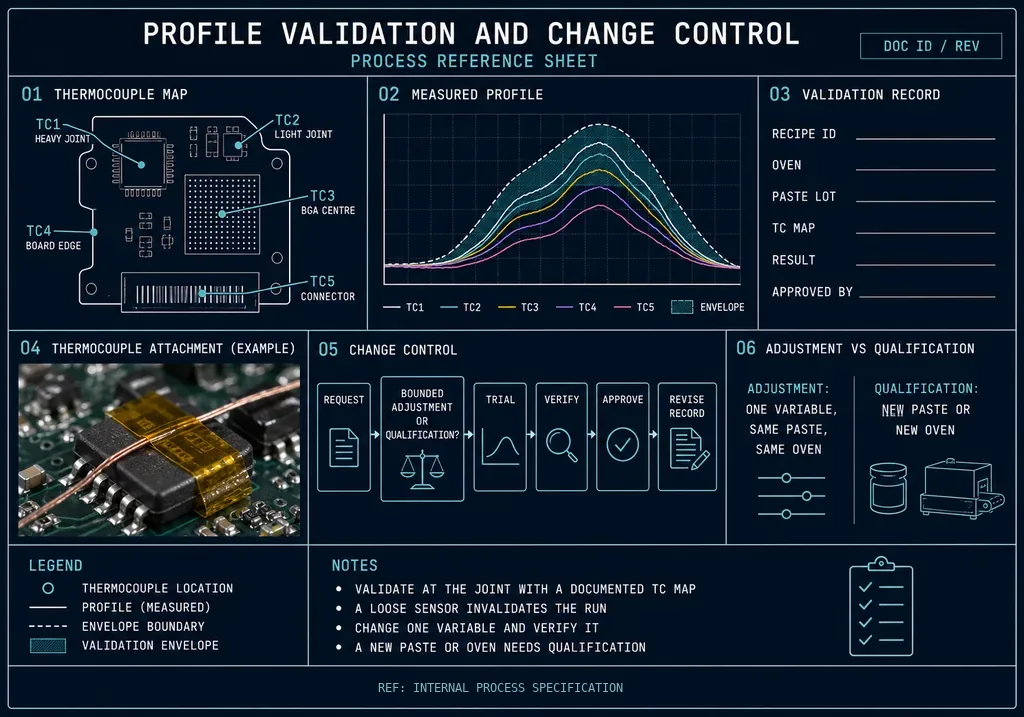 PROFILE VALIDATION AND CHANGE CONTROL
PROCESS REFERENCE SHEET
DOC ID / REV
01 THERMOCOUPLE MAP
TC1
HEAVY JOINT
TC2
LIGHT JOINT
TC3
BGA CENTRE
TC4
BOARD EDGE
TC5
CONNECTOR
02 MEASURED PROFILE
TC1 TC2 TC3 TC4 TC5 ENVELOPE
03 VALIDATION RECORD
RECIPE ID
OVEN
PASTE LOT
TC MAP
RESULT
APPROVED BY
04 THERMOCOUPLE ATTACHMENT (EXAMPLE)
05 CHANGE CONTROL
REQUEST
BOUNDED
ADJUSTMENT
OR
QUALIFICATION?
TRIAL
VERIFY
APPROVE
REVISE
RECORD
06 ADJUSTMENT VS QUALIFICATION
ADJUSTMENT:
ONE VARIABLE,
SAME PASTE,
SAME OVEN
QUALIFICATION:
NEW PASTE OR
NEW OVEN
LEGEND
THERMOCOUPLE LOCATION
PROFILE (MEASURED)
ENVELOPE BOUNDARY
VALIDATION ENVELOPE
NOTES
• VALIDATE AT THE JOINT WITH A DOCUMENTED TC MAP
• A LOOSE SENSOR INVALIDATES THE RUN
• CHANGE ONE VARIABLE AND VERIFY IT
• A NEW PASTE OR OVEN NEEDS QUALIFICATION
REF: INTERNAL PROCESS SPECIFICATION